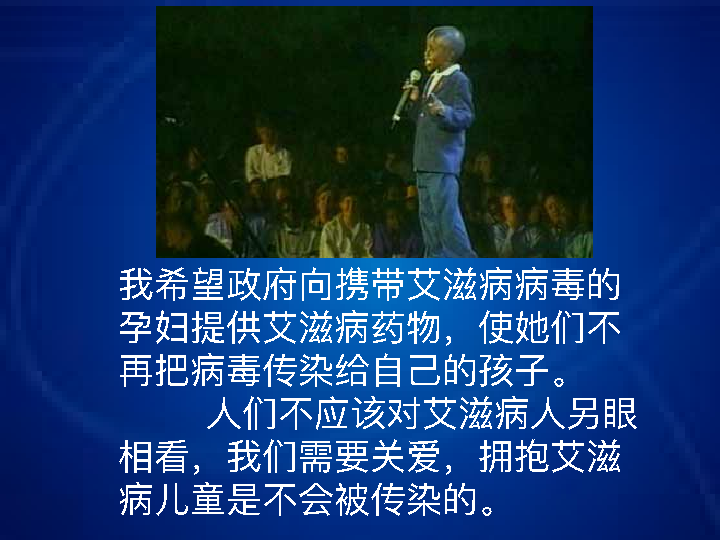 我希望政府向携带艾滋病病毒的
孕妇提供艾滋病药物，使她们不
再把病毒传染给自己的孩子。
人们不应该对艾滋病人另眼
相看，我们需要关爱，拥抱艾滋
病儿童是不会被传染的。